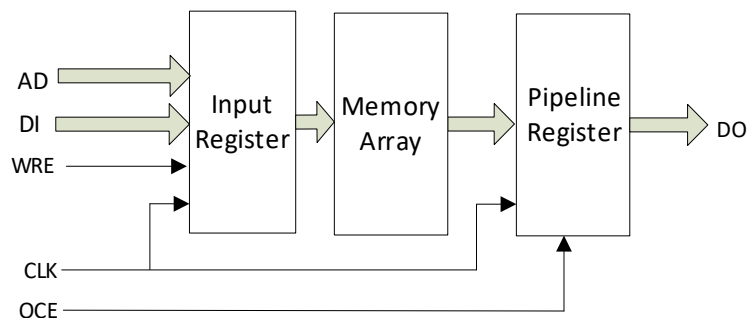 AD
DI
WRE
CLK
OCE
Input
Register
Memory
Array
Pipeline
Register
DO